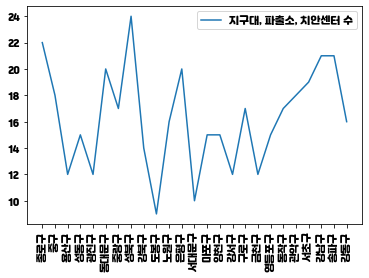 지구대, 파출소, 치안센터 수
24
22
20
18
16
14
12
10
종로구
중구
용산구
성동구
광진구
동대문구
중랑구
성북구
강북구
도봉구
노원구
은평구
서대문구
마포구
양천구
강서구
구로구
금천구
영등포구
동작구
관악구
서초구
강남구
송파구
강동구